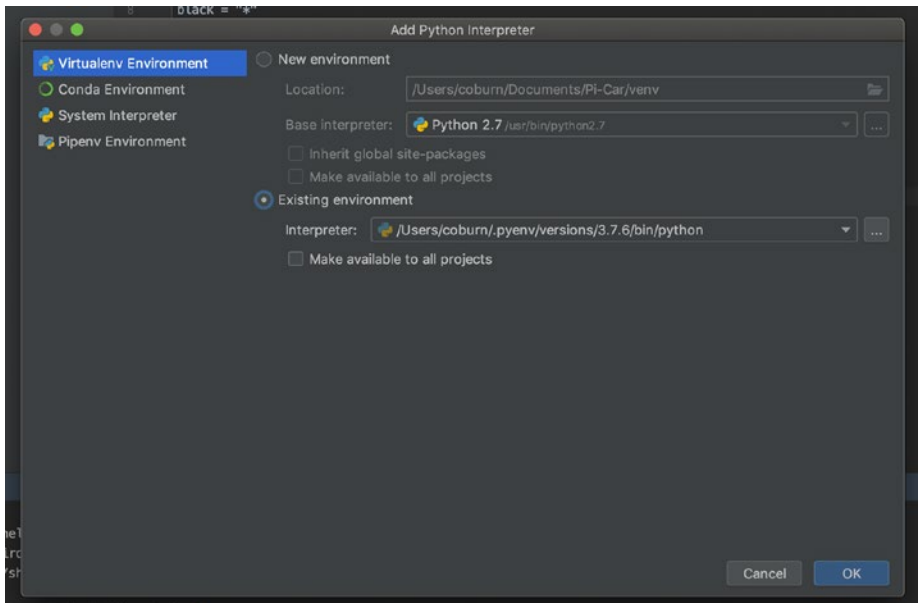 8 black = "*"
Add Python Interpreter
Virtualenv Environment
Conda Environment
System Interpreter
Pipenv Environment
New environment
Location: /Users/coburn/Documents/Pi-Car/venv
Base interpreter: Python 2.7 /usr/bin/python2.7 ...
Inherit global site-packages
Make available to all projects
Existing environment
Interpreter: /Users/coburn/.pyenv/versions/3.7.6/bin/python ...
Make available to all projects
Cancel OK